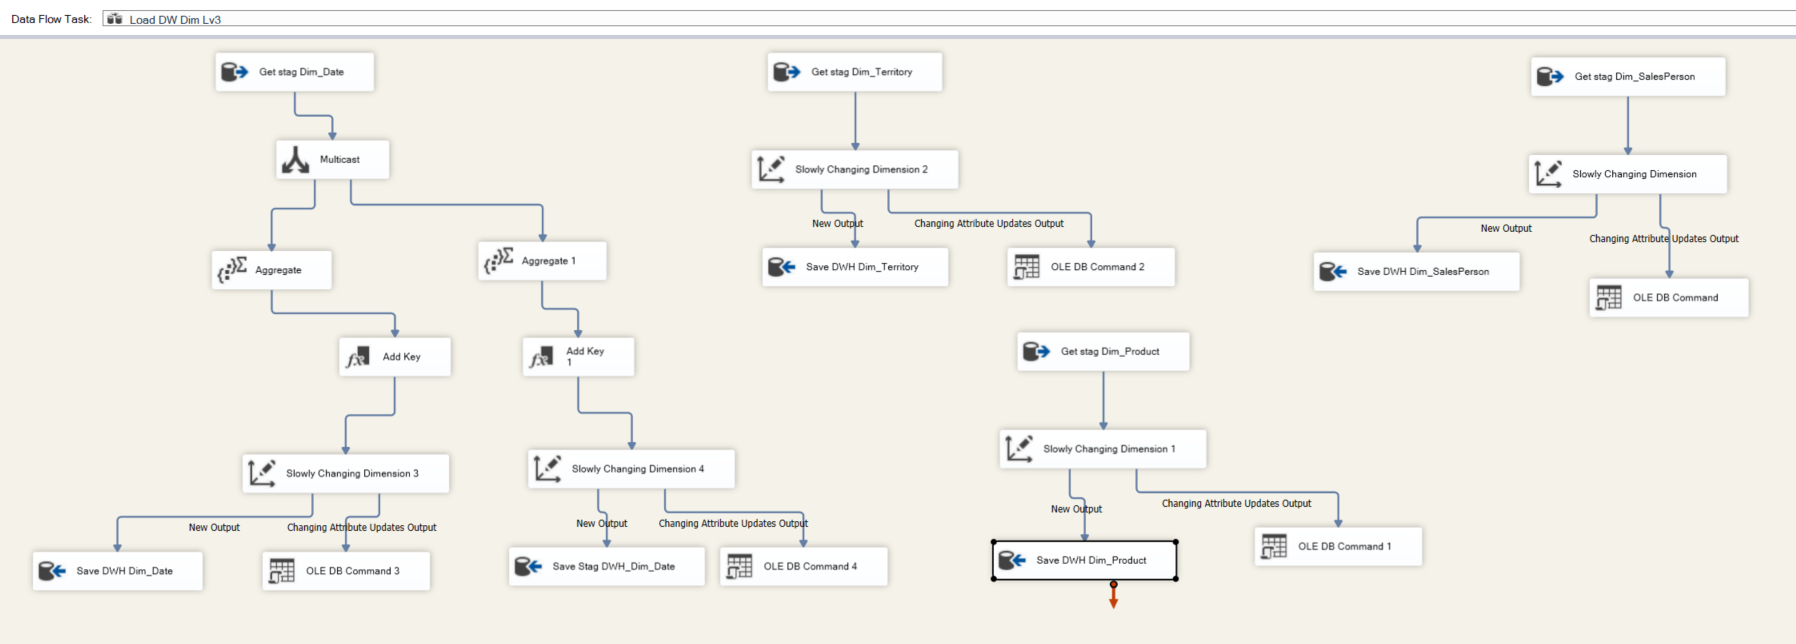 Data Flow Task: Load DW Dim Lv3
Get stag Dim_Date
Get stag Dim_Territory
Get stag Dim_SalesPerson
Multicast
Slowly Changing Dimension 2
Slowly Changing Dimension
New Output
Changing Attribute Updates Output
New Output
Changing Attribute Updates Output
Aggregate
Aggregate 1
Save DWH Dim_Territory
OLE DB Command 2
Save DWH Dim_SalesPerson
OLE DB Command
Add Key
Add Key
1
Get stag Dim_Product
Slowly Changing Dimension 3
Slowly Changing Dimension 4
Slowly Changing Dimension 1
New Output
Changing Attribute Updates Output
New Output
Changing Attribute Updates Output
New Output
Changing Attribute Updates Output
Save DWH Dim_Date
OLE DB Command 3
Save Stag DWH_Dim_Date
OLE DB Command 4
Save DWH Dim_Product
OLE DB Command 1